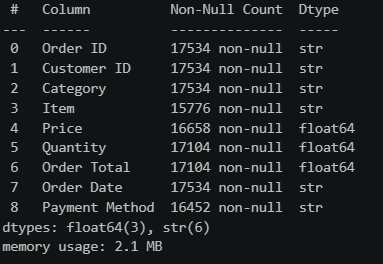 #   Column          Non-Null Count  Dtype
---  ------          --------------  -----
0   Order ID        17534 non-null  str
1   Customer ID     17534 non-null  str
2   Category        17534 non-null  str
3   Item            15776 non-null  str
4   Price           16658 non-null  float64
5   Quantity        17104 non-null  float64
6   Order Total     17104 non-null  float64
7   Order Date      17534 non-null  str
8   Payment Method  16452 non-null  str
dtypes: float64(3), str(6)
memory usage: 2.1 MB